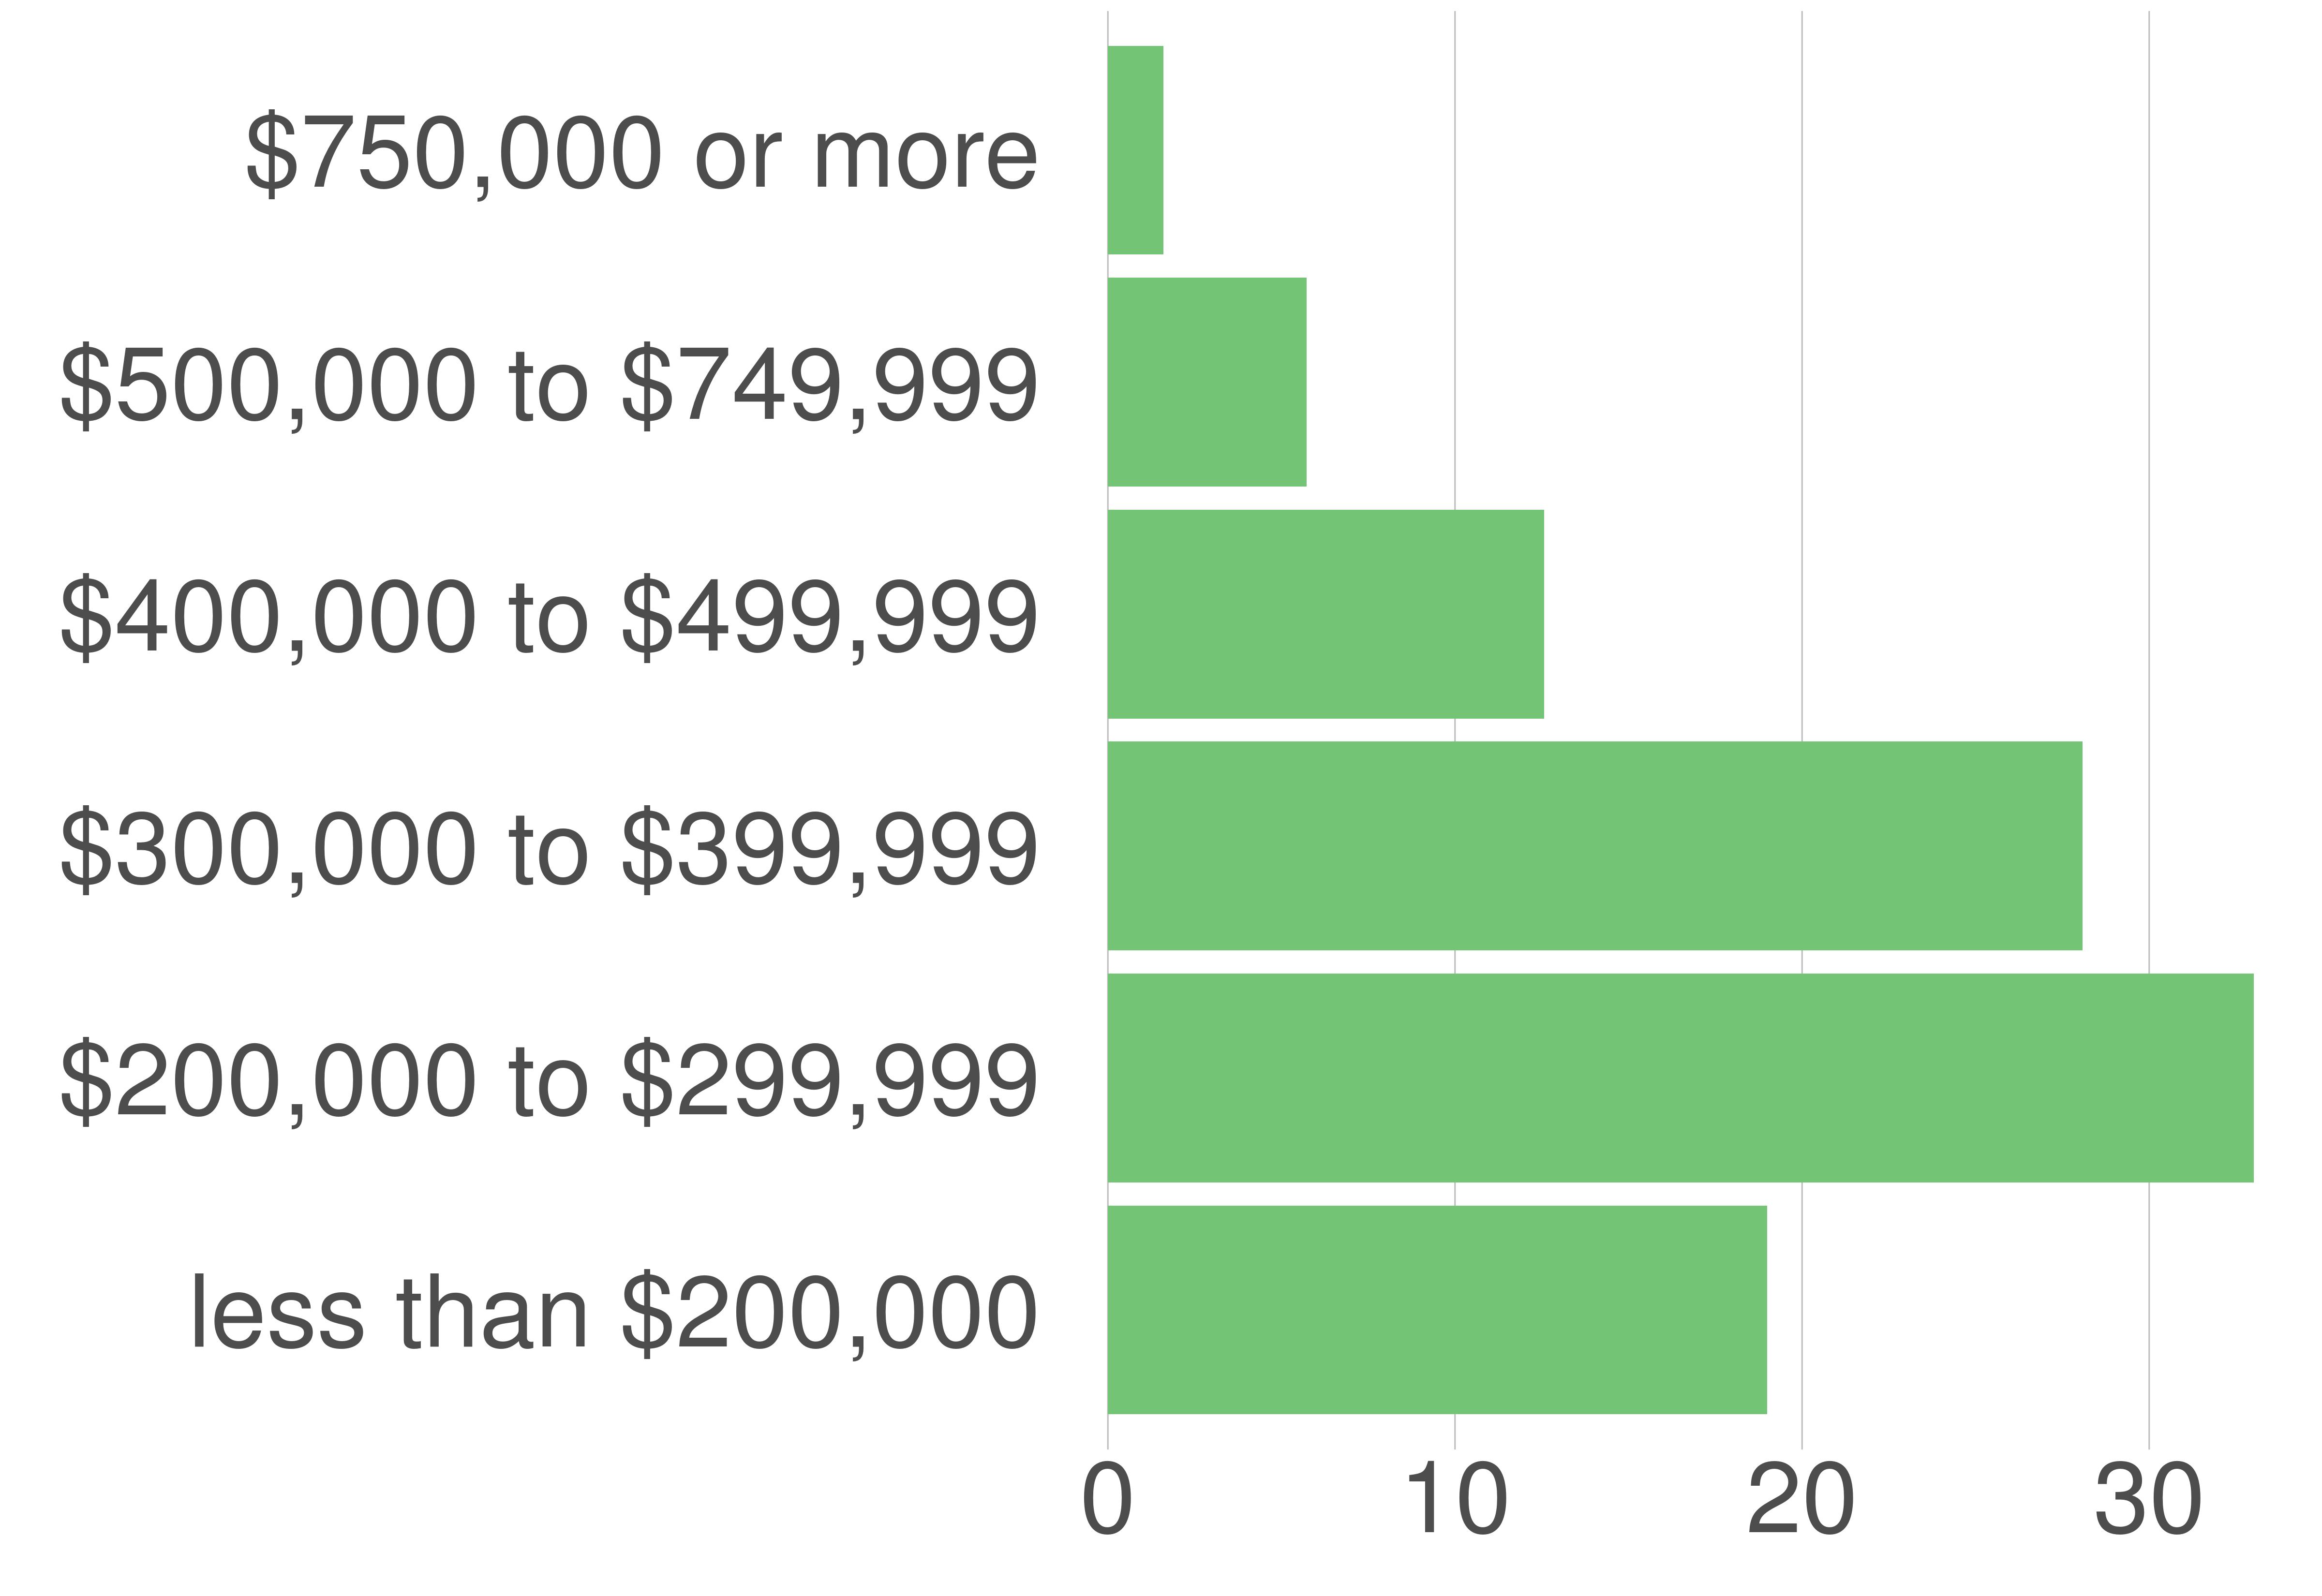 $750,000 or more
$500,000 to $749,999
$400,000 to $499,999
$300,000 to $399,999
$200,000 to $299,999
less than $200,000
0 10 20 30